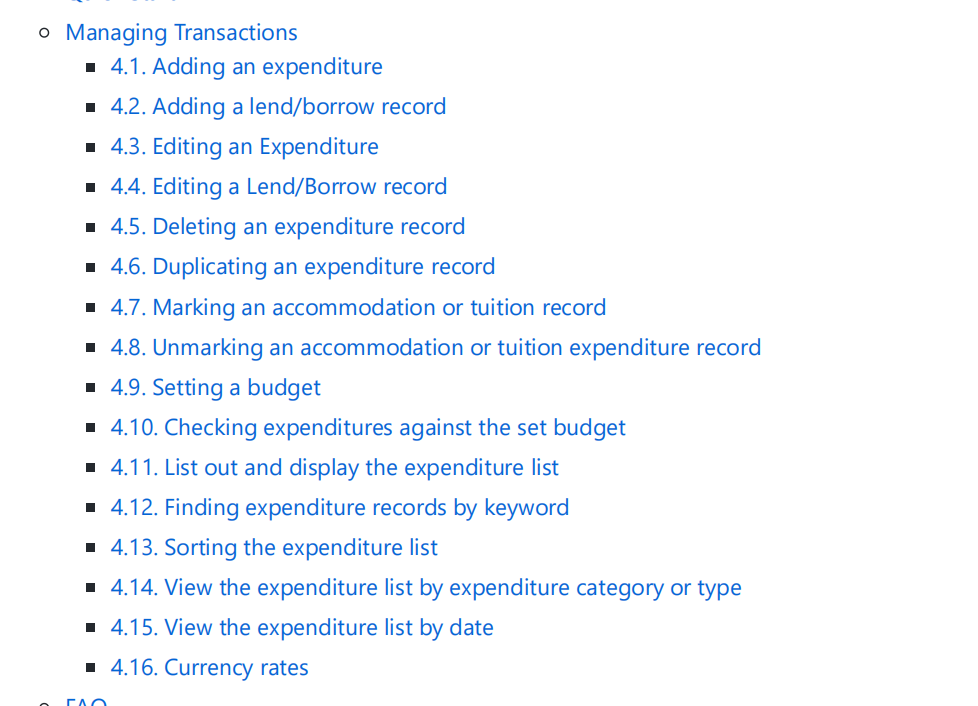 Managing Transactions
4.1. Adding an expenditure
4.2. Adding a lend/borrow record
4.3. Editing an Expenditure
4.4. Editing a Lend/Borrow record
4.5. Deleting an expenditure record
4.6. Duplicating an expenditure record
4.7. Marking an accommodation or tuition record
4.8. Unmarking an accommodation or tuition expenditure record
4.9. Setting a budget
4.10. Checking expenditures against the set budget
4.11. List out and display the expenditure list
4.12. Finding expenditure records by keyword
4.13. Sorting the expenditure list
4.14. View the expenditure list by expenditure category or type
4.15. View the expenditure list by date
4.16. Currency rates
FAQ